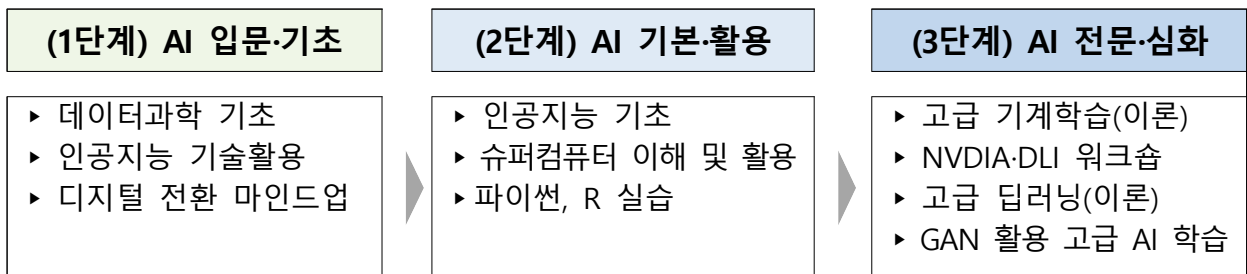 (1단계) AI 입문·기초
▸ 데이터과학 기초
▸ 인공지능 기술활용
▸ 디지털 전환 마인드업
(2단계) AI 기본·활용
▸ 인공지능 기초
▸ 슈퍼컴퓨터 이해 및 활용
▸ 파이썬, R 실습
(3단계) AI 전문·심화
▸ 고급 기계학습(이론)
▸ NVDIA·DLI 워크숍
▸ 고급 딥러닝(이론)
▸ GAN 활용 고급 AI 학습